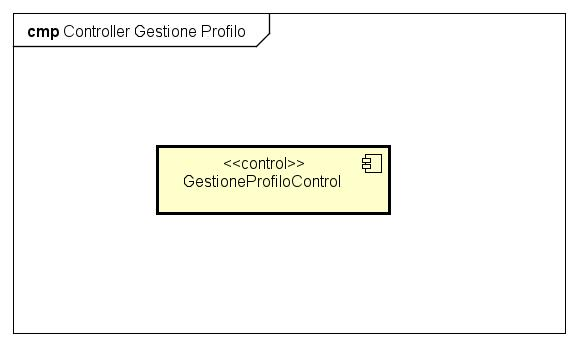 cmp Controller Gestione Profilo
<<control>>
GestioneProfiloControl